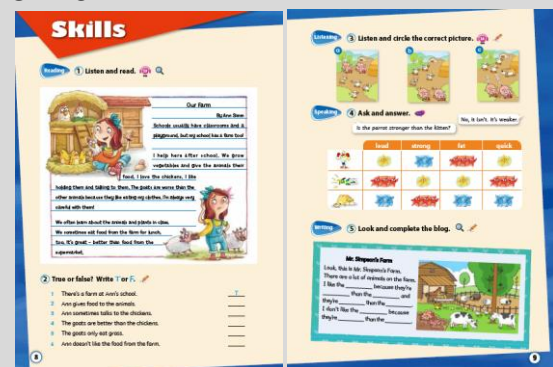 Skills
Reading
1 Listen and read.
Our Farm
By Ann Stone
Schools usually have classrooms and a
playground, but my school has a farm too!
I help here after school. We grow
vegetables and give the animals their
food. I love the chickens. I like
holding them and talking to them. The goats are worse than the
other animals because they like eating my clothes. I'm always very
careful with them!
We often learn about the animals and plants in class.
We sometimes eat food from the farm for lunch,
too. It's great – better than food from the
supermarket.
2 True or false? Write T or F.
1 There's a farm at Ann's school. T
2 Ann gives food to the animals.
3 Ann sometimes talks to the chickens.
4 The goats are better than the chickens.
5 The goats only eat grass.
6 Ann doesn't like the food from the farm.
8
Listening
3 Listen and circle the correct picture.
a
b
c
Speaking
4 Ask and answer.
Is the parrot stronger than the kitten?
No, it isn't. It's weaker.
loud strong fat quick
Writing
5 Look and complete the blog.
Mr. Simpson's Farm
Look, this is Mr. Simpson's Farm.
There are a lot of animals on the farm.
I like the ________ because they're
________ than the ________ and
they're ________ than the ________.
I don't like the ________ because
they're ________ than the ________.
9